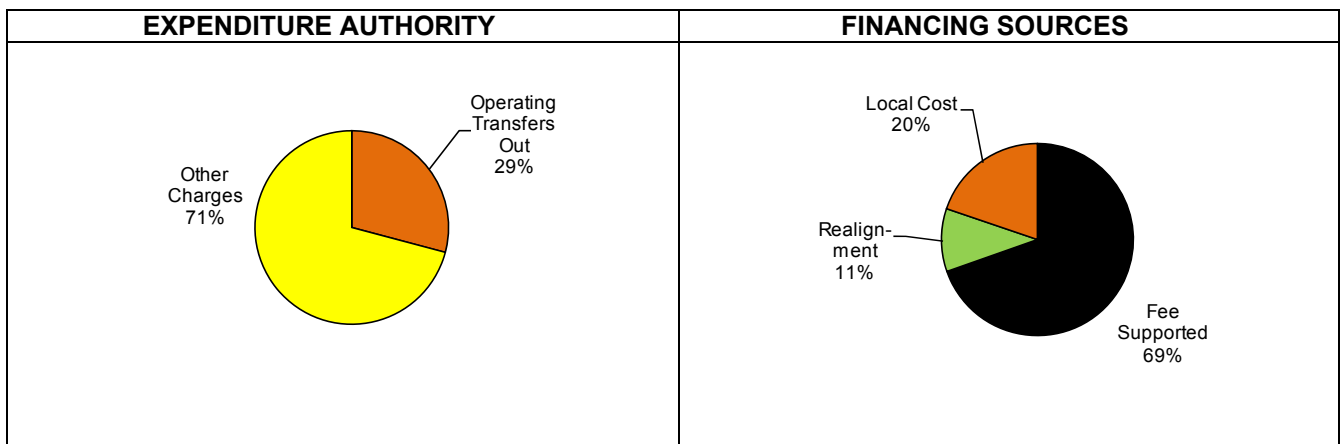 EXPENDITURE AUTHORITY
FINANCING SOURCES
Operating
Transfers
Out
29%
Other
Charges
71%
Local Cost
20%
Realign-
ment
11%
Fee
Supported
69%